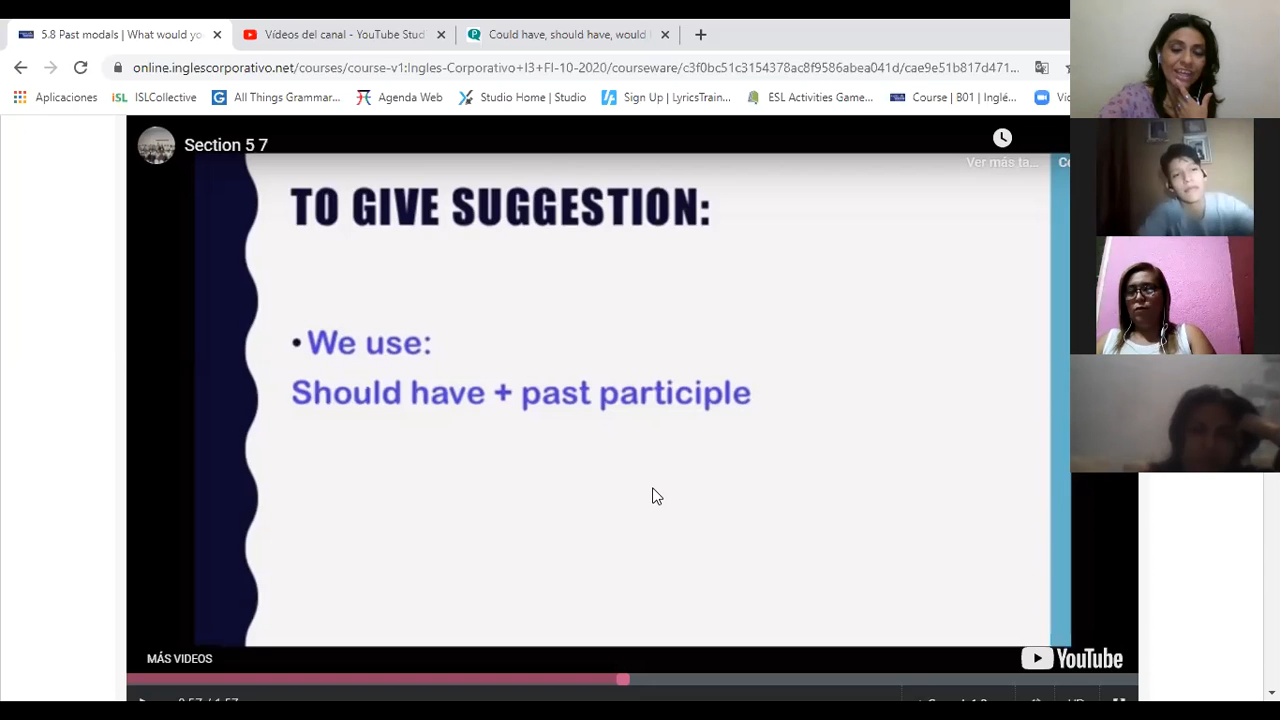 5.8 Past modals | What would yo
Vídeos del canal - YouTube Stud
Could have, should have, would
online.inglescorporativo.net/courses/course-v1:Ingles-Corporativo+I3+FI-10-2020/courseware/c3f0bc51c3154378ac8f9586abea041d/cae9e51b817d471...
Aplicaciones
iSL ISLCollective
All Things Grammar...
Agenda Web
Studio Home | Studio
Sign Up | LyricsTrain...
ESL Activities Game...
Course | B01 | Inglé...
Section 5 7
Ver más ta...
TO GIVE SUGGESTION:
• We use:
Should have + past participle
MÁS VIDEOS
YouTube